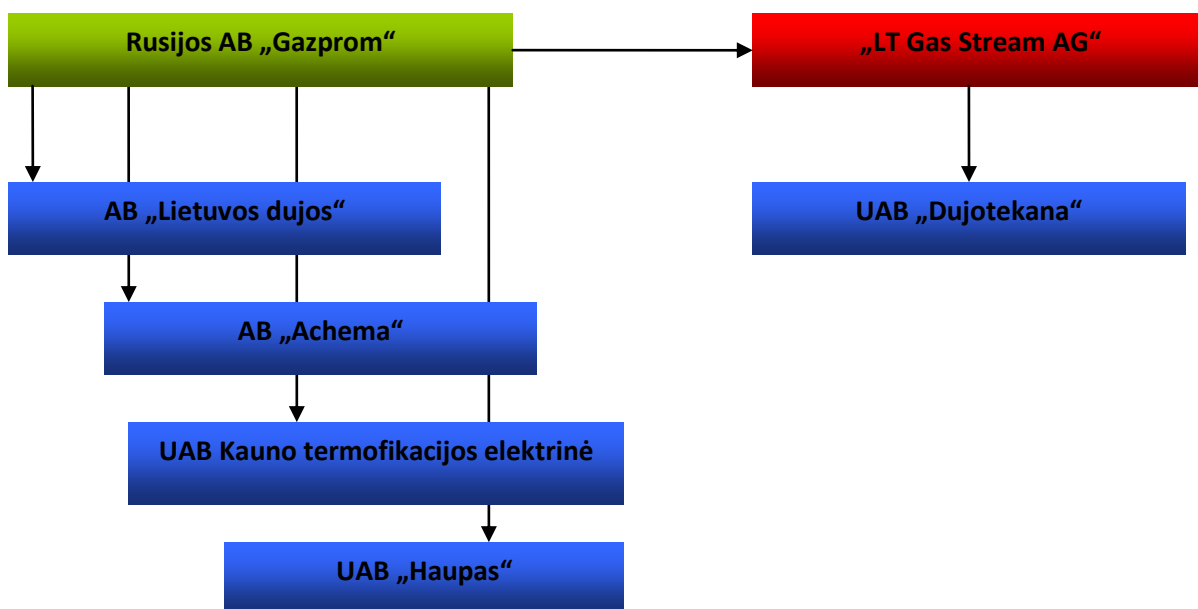 Rusijos AB „Gazprom“
„LT Gas Stream AG“
AB „Lietuvos dujos“
UAB „Dujotekana“
AB „Achema“
UAB Kauno termofikacijos elektrinė
UAB „Haupas“